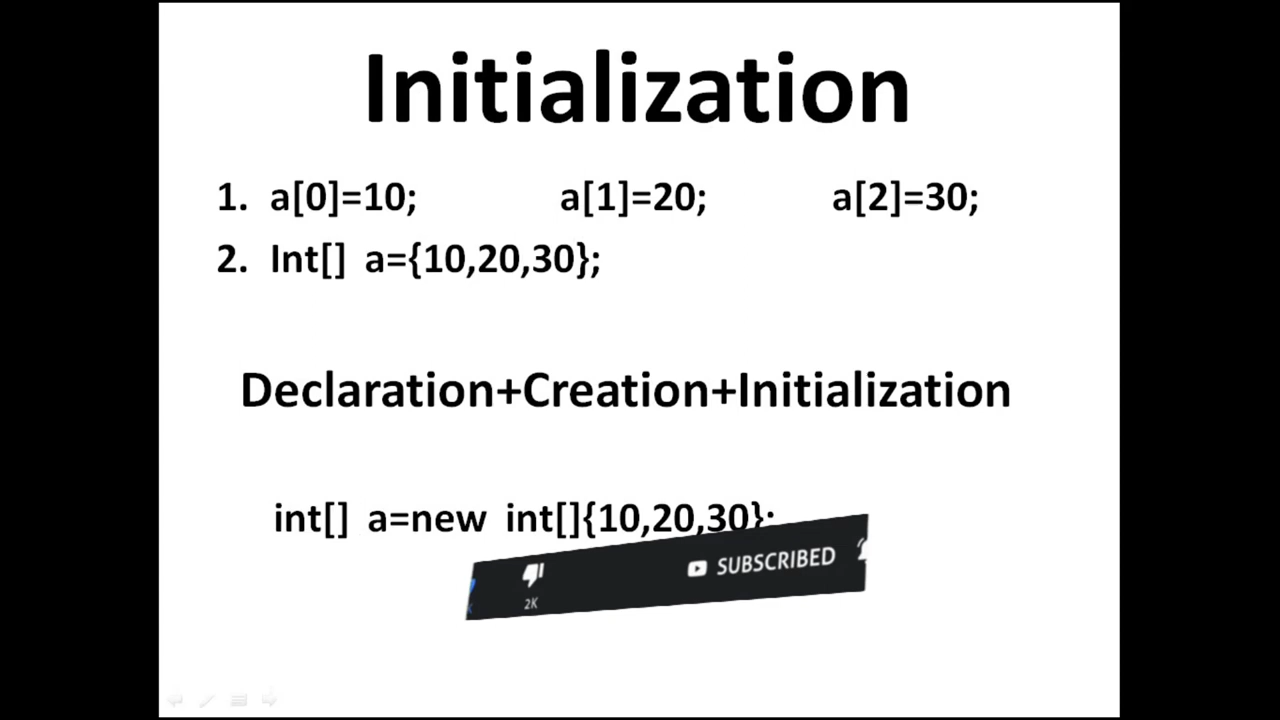 Initialization
1. a[0]=10; a[1]=20; a[2]=30;
2. Int[] a={10,20,30};
Declaration+Creation+Initialization
int[] a=new int[]{10,20,30};
SUBSCRIBED
2K